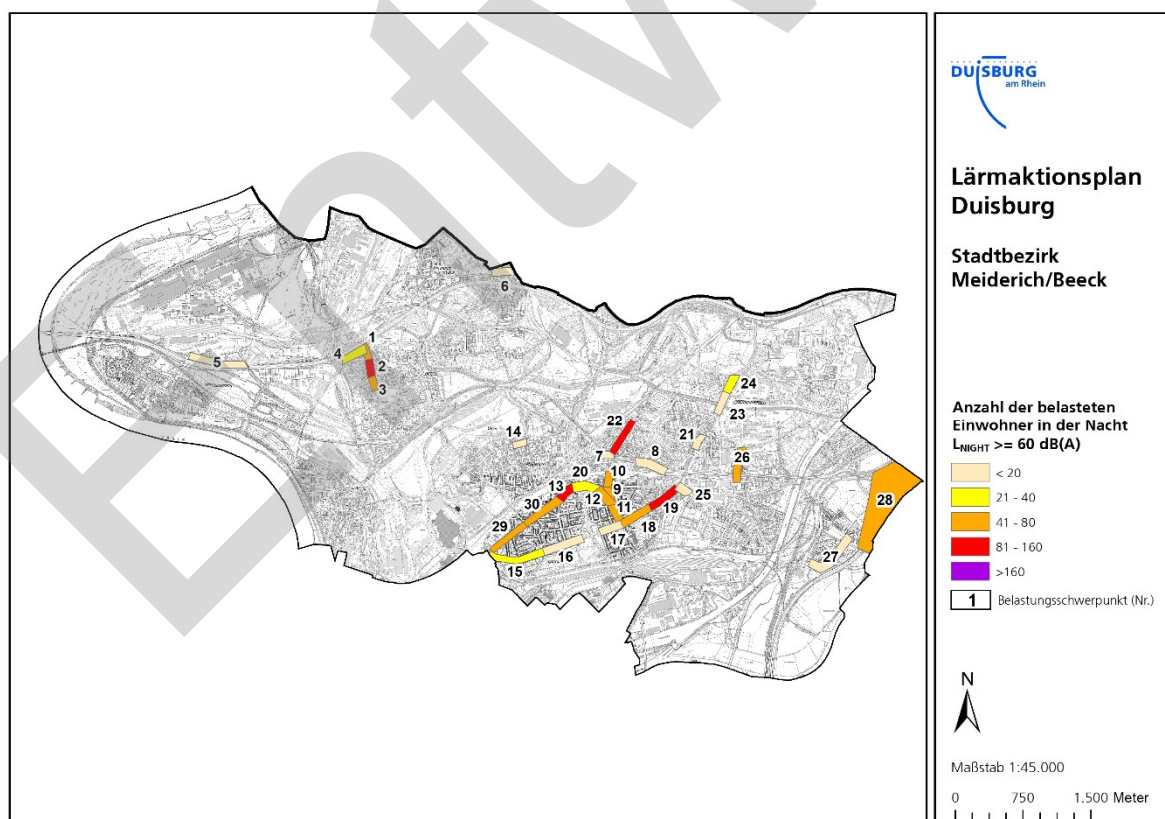 DUISBURG
am Rhein
Lärmaktionsplan
Duisburg
Stadtbezirk
Meiderich/Beeck
Anzahl der belasteten
Einwohner in der Nacht
LNIGHT >= 60 dB(A)
< 20
21 - 40
41 - 80
81 - 160
>160
1 Belastungsschwerpunkt (Nr.)
N
Maßstab 1:45.000
0 750 1.500 Meter
6
1
4
2
5
3
24
23
22
14
21
7
8
26
10
20
9
13
12
25
28
30
11
19
18
29
17
16
27
15